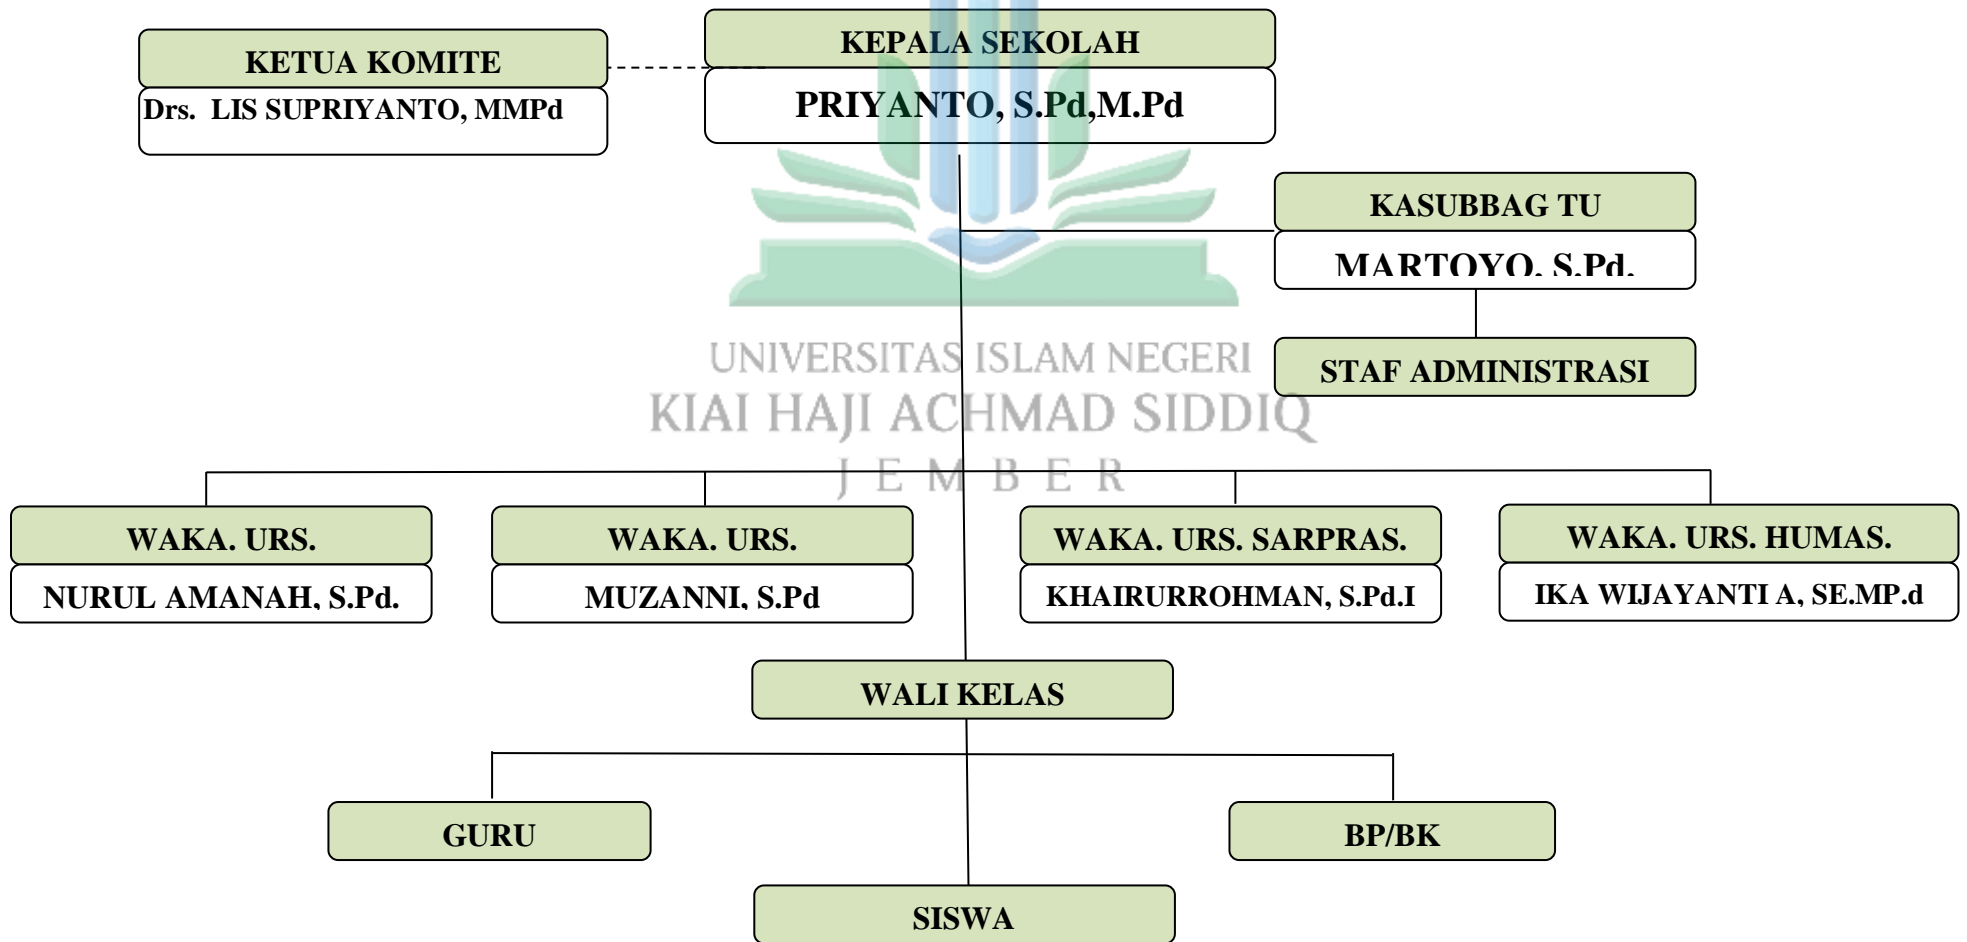 KETUA KOMITE
Drs. LIS SUPRIYANTO, MMPd
KEPALA SEKOLAH
PRIYANTO, S.Pd,M.Pd
KASUBBAG TU
MARTOYO, S.Pd.
STAF ADMINISTRASI
UNIVERSITAS ISLAM NEGERI
KIAI HAJI ACHMAD SIDDIQ
JEMBER
WAKA. URS.
NURUL AMANAH, S.Pd.
WAKA. URS.
MUZANNI, S.Pd
WAKA. URS. SARPRAS.
KHAIRURROHMAN, S.Pd.I
WAKA. URS. HUMAS.
IKA WIJAYANTI A, SE.MP.d
WALI KELAS
GURU
BP/BK
SISWA